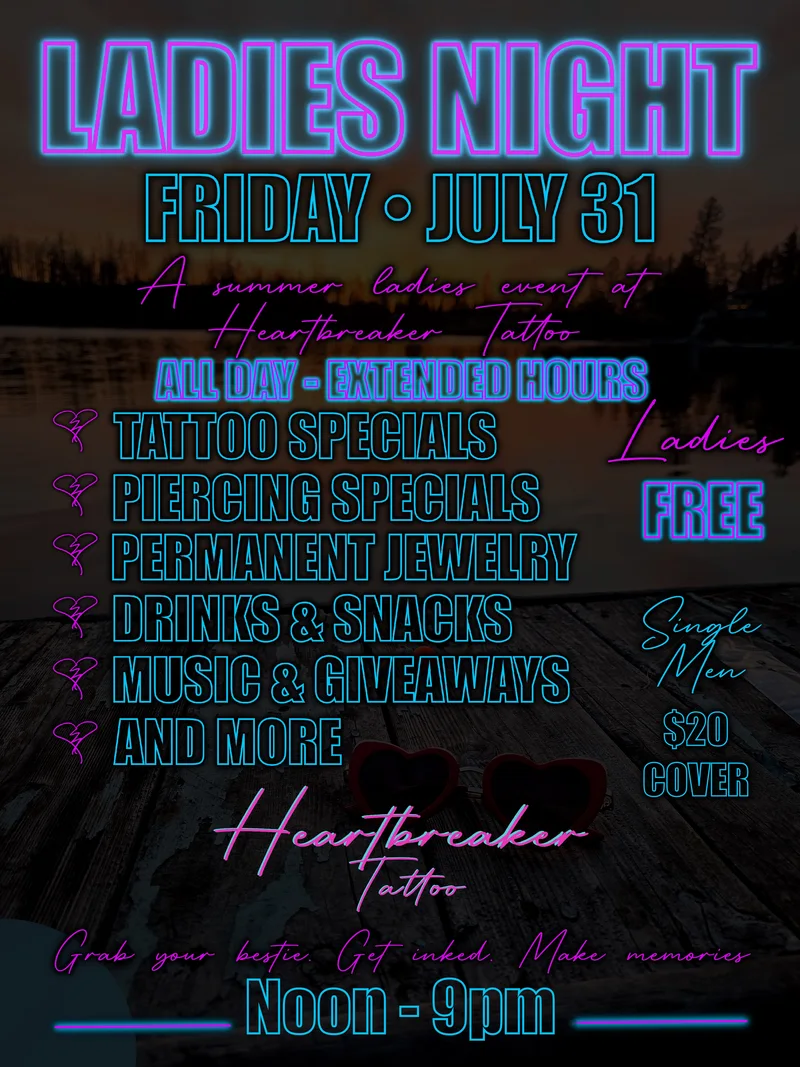 LADIES NIGHT
FRIDAY • JULY 31
A summer ladies event at
Heartbreaker Tattoo
ALL DAY - EXTENDED HOURS
TATTOO SPECIALS
PIERCING SPECIALS
PERMANENT JEWELRY
DRINKS & SNACKS
MUSIC & GIVEAWAYS
AND MORE
Ladies
FREE
Single
Men
$20
COVER
Heartbreaker
Tattoo
Grab your bestie. Get inked. Make memories
Noon - 9pm